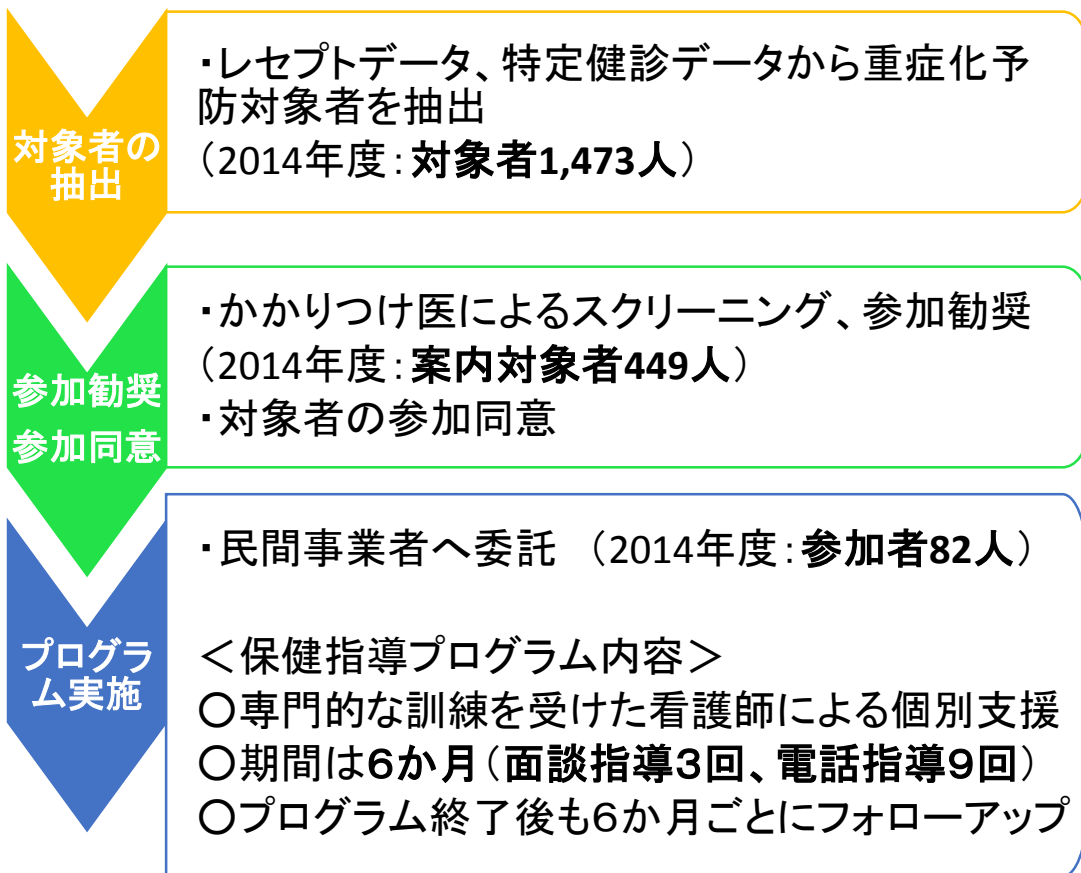 対象者の
抽出
・レセプトデータ、特定健診データから重症化予
防対象者を抽出
（2014年度：対象者1,473人）
参加勧奨
参加同意
・かかりつけ医によるスクリーニング、参加勧奨
（2014年度：案内対象者449人）
・対象者の参加同意
プログラ
ム実施
・民間事業者へ委託　（2014年度：参加者82人）
＜保健指導プログラム内容＞
○専門的な訓練を受けた看護師による個別支援
○期間は６か月（面談指導３回、電話指導９回）
○プログラム終了後も６か月ごとにフォローアップ